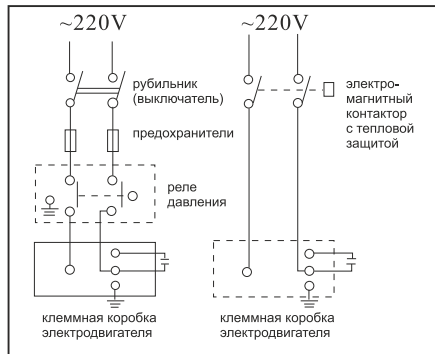 ~220V
рубильник
(выключатель)
предохранители
реле
давления
клеммная коробка
электродвигателя
~220V
электро-
магнитный
контактор
с тепловой
защитой
клеммная коробка
электродвигателя